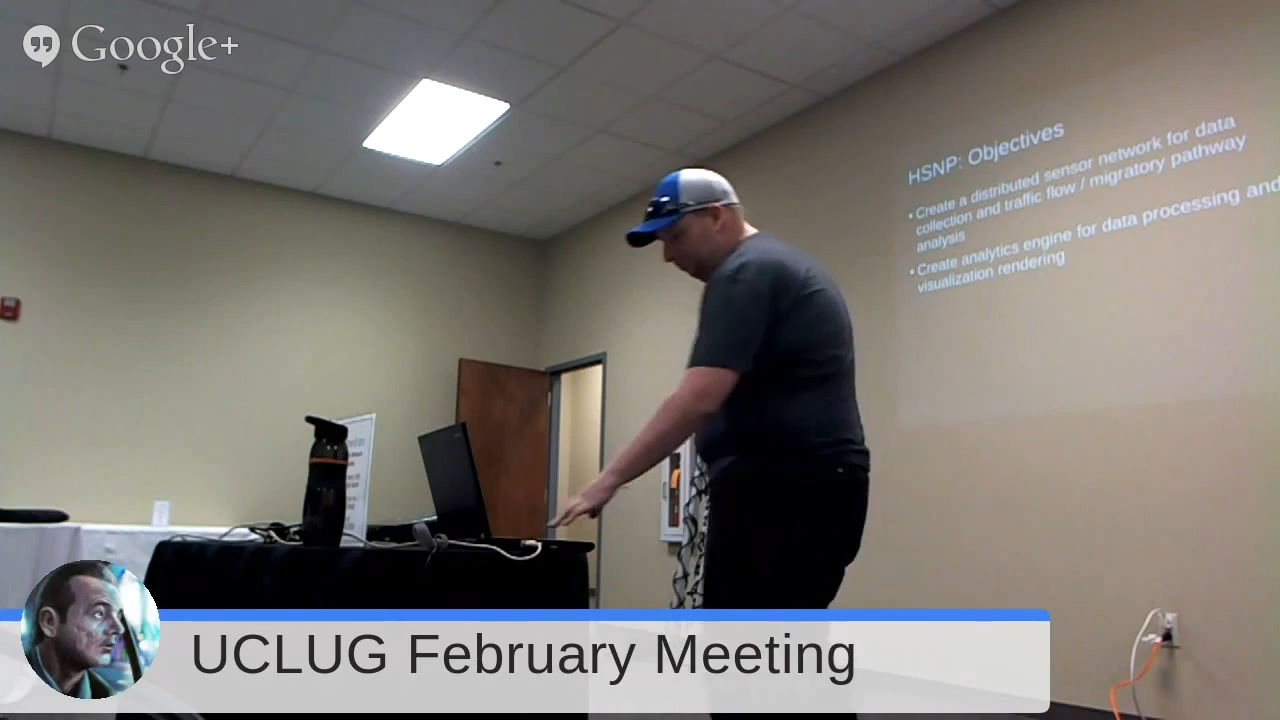 Google+
HSNP: Objectives
• Create a distributed sensor network for data
collection and traffic flow / migratory pathway
analysis
• Create analytics engine for data processing and
visualization rendering
UCLUG February Meeting